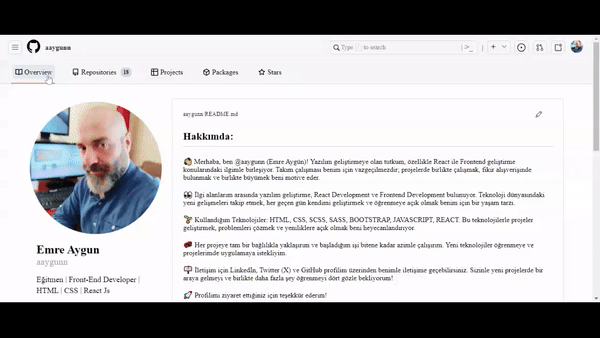 aaygunn
Type / to search
>_
Overview
Repositories 18
Projects
Packages
Stars
aaygunn README.md
Hakkımda:
Merhaba, ben @aaygunn (Emre Aygün)! Yazılım geliştirmeye olan tutkum, özellikle React ile Frontend geliştirme
konularındaki ilgimle birleşiyor. Takım çalışması benim için vazgeçilmezdir; projelerde birlikte çalışmak, fikir alışverişinde
bulunmak ve birlikte büyümek beni motive eder.
İlgi alanlarım arasında yazılım geliştirme, React Development ve Frontend Development bulunuyor. Teknoloji dünyasındaki
yeni gelişmeleri takip etmek, her geçen gün kendimi geliştirmek ve öğrenmeye açık olmak benim için bir yaşam tarzı.
Kullandığım Teknolojiler: HTML, CSS, SCSS, SASS, BOOTSTRAP, JAVASCRIPT, REACT. Bu teknolojilerle projeler
geliştirmek, problemleri çözmek ve yeniliklere açık olmak beni heyecanlandırıyor.
Her projeye tam bir bağlılıkla yaklaşırım ve başladığım işi bitene kadar azimle çalışırım. Yeni teknolojiler öğrenmeye ve
projelerimde uygulamaya istekliyim.
İletişim için LinkedIn, Twitter (X) ve GitHub profilim üzerinden benimle iletişime geçebilirsiniz. Sizinle yeni projelerde bir
araya gelmeyi ve birlikte daha fazla şey öğrenmeyi dört gözle bekliyorum!
Profilimi ziyaret ettiğiniz için teşekkür ederim!
Emre Aygun
aaygunn
Eğitmen | Front-End Developer |
HTML | CSS | React Js